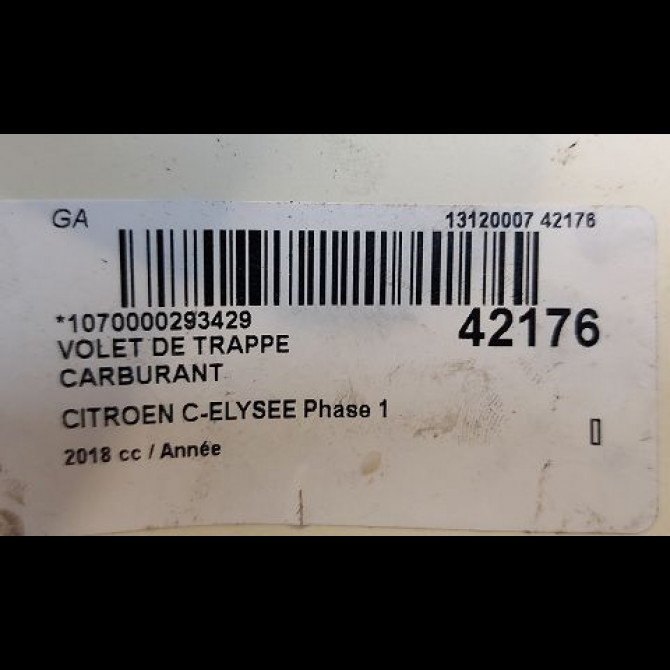 GA 13120007 42176
*1070000293429 42176
VOLET DE TRAPPE
CARBURANT
CITROEN C-ELYSEE Phase 1
2018 cc / Année